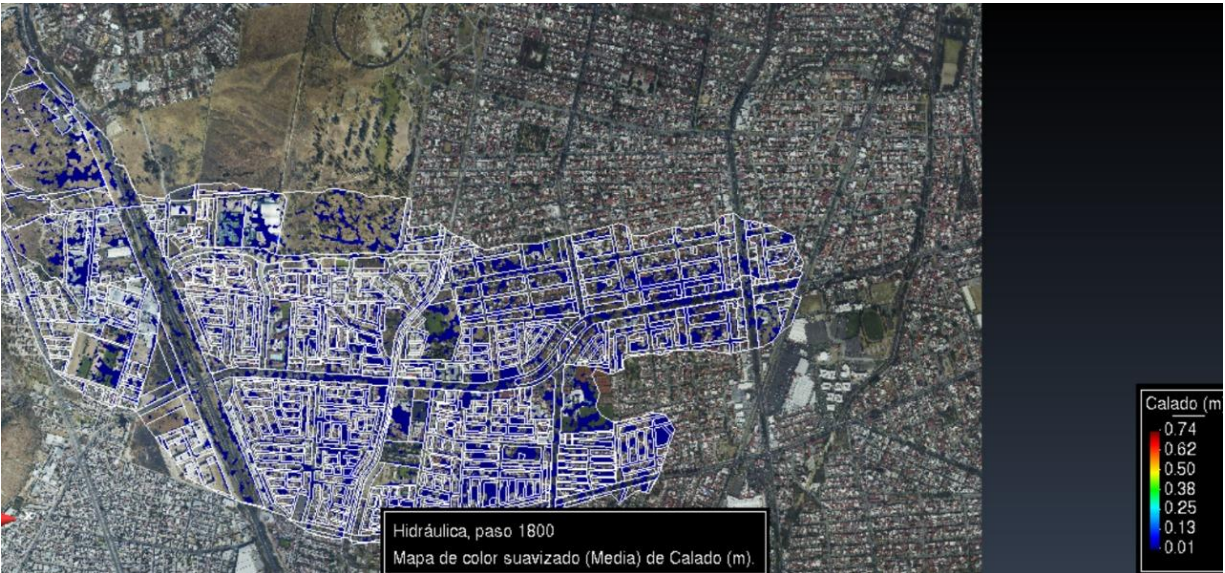 Calado (m
0.74
0.62
0.50
0.38
0.25
0.13
0.01
Hidráulica, paso 1800
Mapa de color suavizado (Media) de Calado (m).